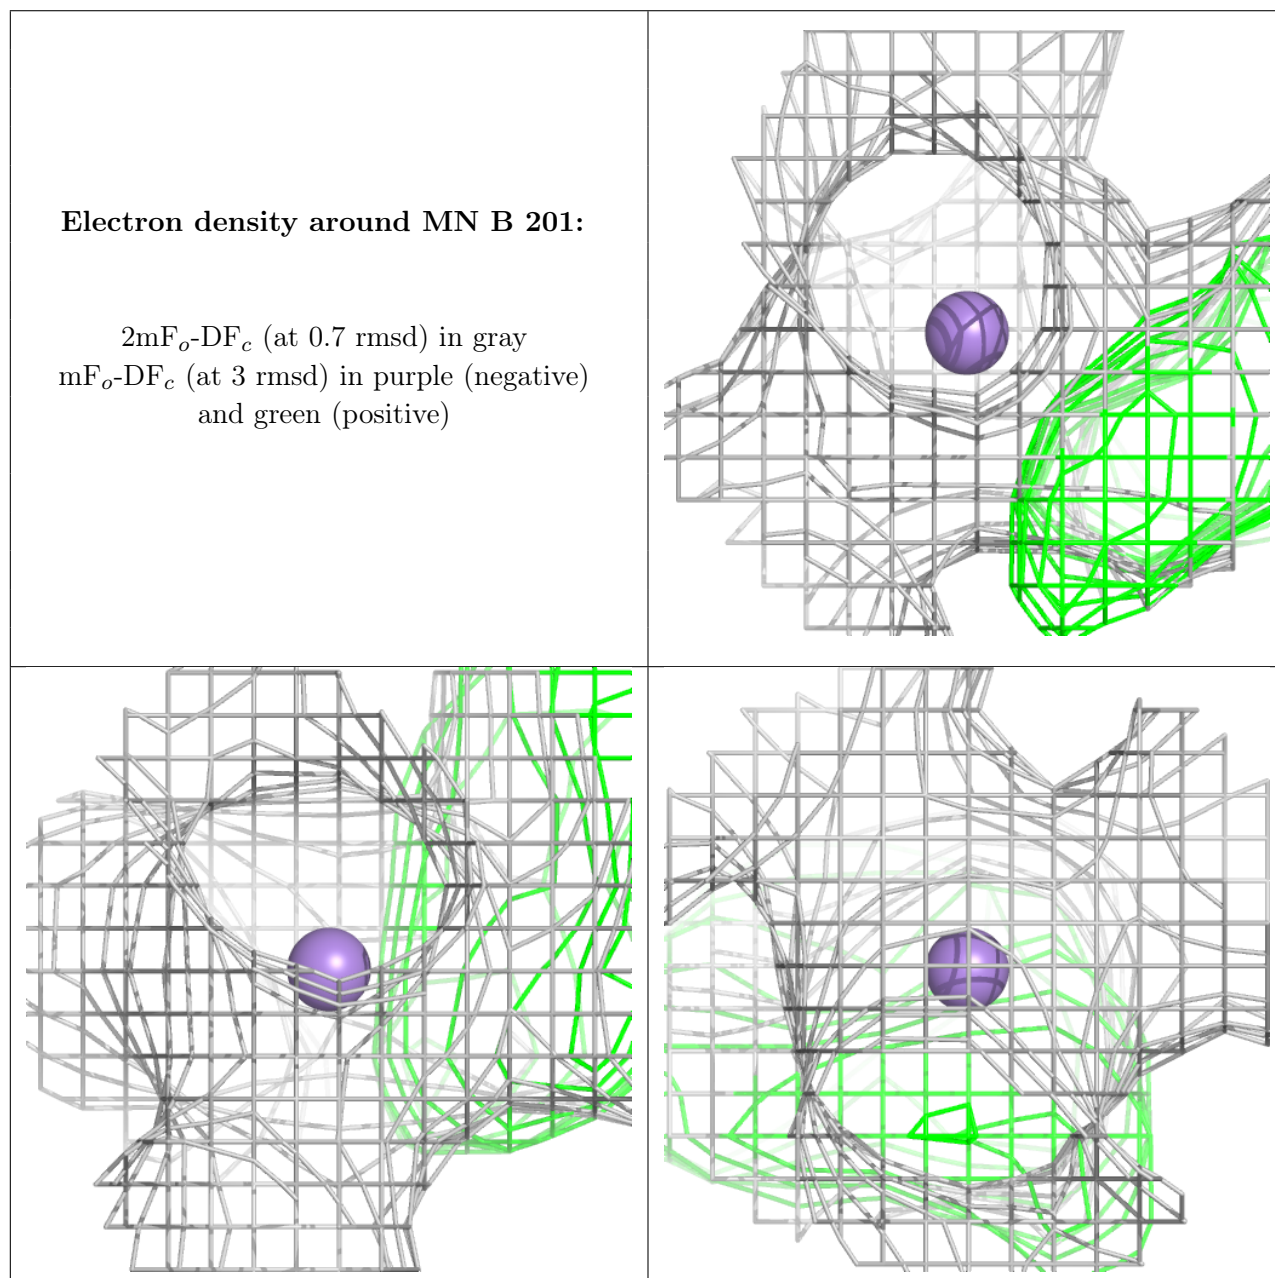 Electron density around MN B 201:
2mFo-DFc (at 0.7 rmsd) in gray
mFo-DFc (at 3 rmsd) in purple (negative)
and green (positive)